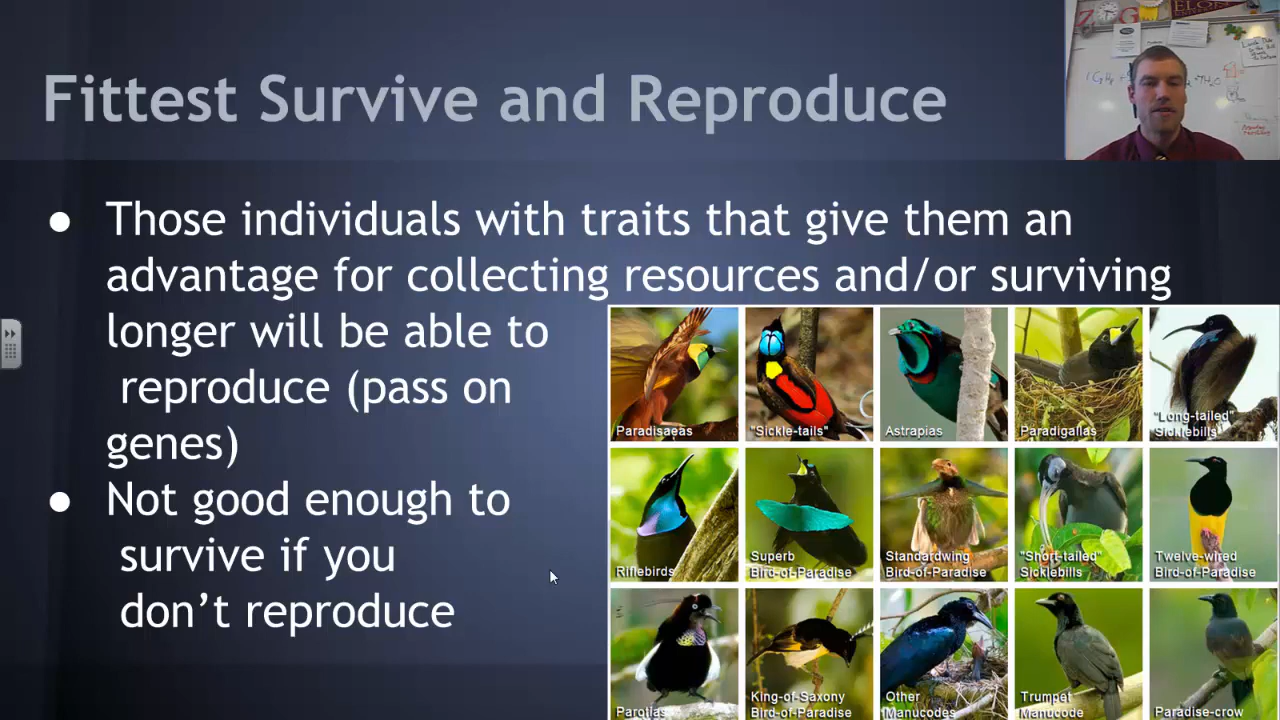 Fittest Survive and Reproduce
ELON
● Those individuals with traits that give them an
advantage for collecting resources and/or surviving
longer will be able to
reproduce (pass on
genes)
● Not good enough to
survive if you
don't reproduce
Paradisaeas
"Sickle-tails"
Astrapias
Paradigallas
"Long-tailed"
Sicklebills
Riflebirds
Superb
Bird-of-Paradise
Standardwing
Bird-of-Paradise
"Short-tailed"
Sicklebills
Twelve-wired
Bird-of-Paradise
Parotias
King-of-Saxony
Bird-of-Paradise
Other
Manucodes
Trumpet
Manucode
Paradise-crow